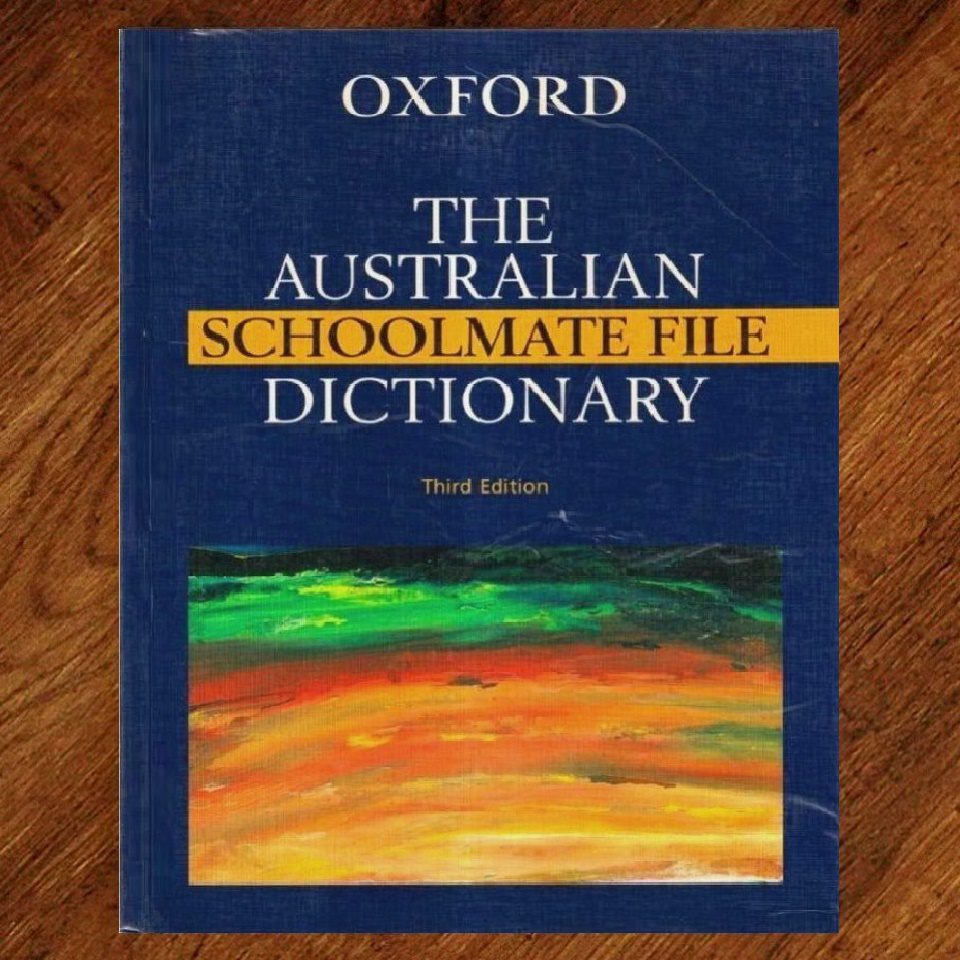 OXFORD
THE
AUSTRALIAN
SCHOOLMATE FILE
DICTIONARY
Third Edition